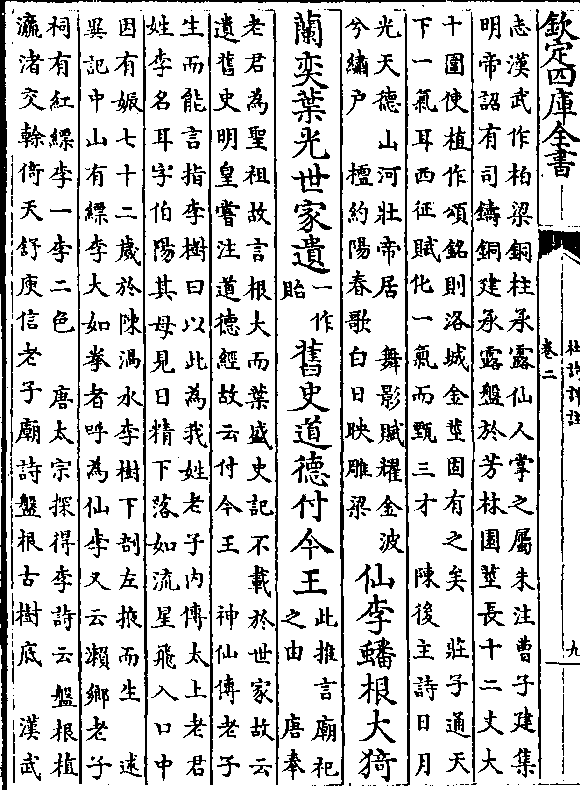 欽定四庫全書
杜詩詳註
卷二
九
志漢武作柏梁銅柱承露仙人掌之屬朱注曹子建集
明帝詔有司鑄銅建承露盤於芳林園莖長十二丈大
十圍使植作頌銘則洛城金莖固有之矣　莊子通天
下一氣耳西征賦化一氣而甄三才　陳後主詩日月
光天德山河壯帝居　舞影賦耀金波
兮繡户　檀約陽春歌白日映雕梁
仙李蟠根大猗
蘭奕葉光世家遺
一作
貽
舊史道德付今王
此推言廟祀
之由　唐奉
老君為聖祖故言根大而葉盛史記不載於世家故云
遺舊史明皇嘗注道德經故云付今王　神仙傳老子
生而能言指李樹曰以此為我姓老子内傳太上老君
姓李名耳字伯陽其母見日精下落如流星飛入口中
因有娠七十二歲於陳渦水李樹下剖左掖而生　述
異記中山有縹李大如拳者呼為仙李又云瀨鄉老子
祠有紅縹李一李二色　唐太宗探得李詩云盤根植
瀛渚交榦倚天舒庾信老子廟詩盤根古樹底　漢武